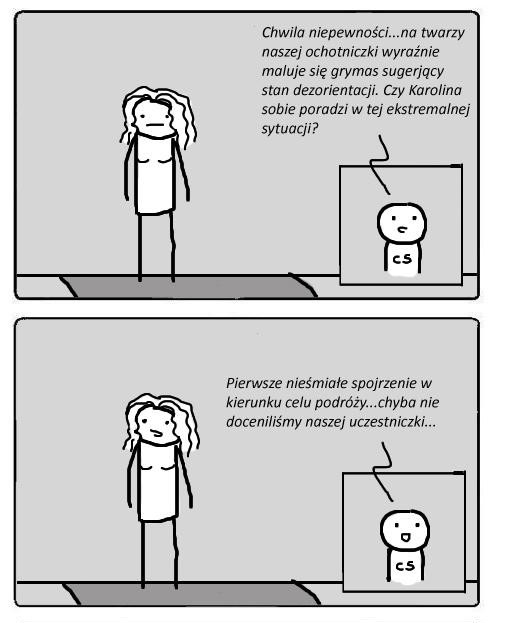 Chwila niepewności...na twarzy
naszej ochotniczki wyraźnie
maluje się grymas sugerjący
stan dezorientacji. Czy Karolina
sobie poradzi w tej ekstremalnej
sytuacji?
CS
Pierwsze nieśmiałe spojrzenie w
kierunku celu podróży...chyba nie
doceniliśmy naszej uczestniczki...
CS